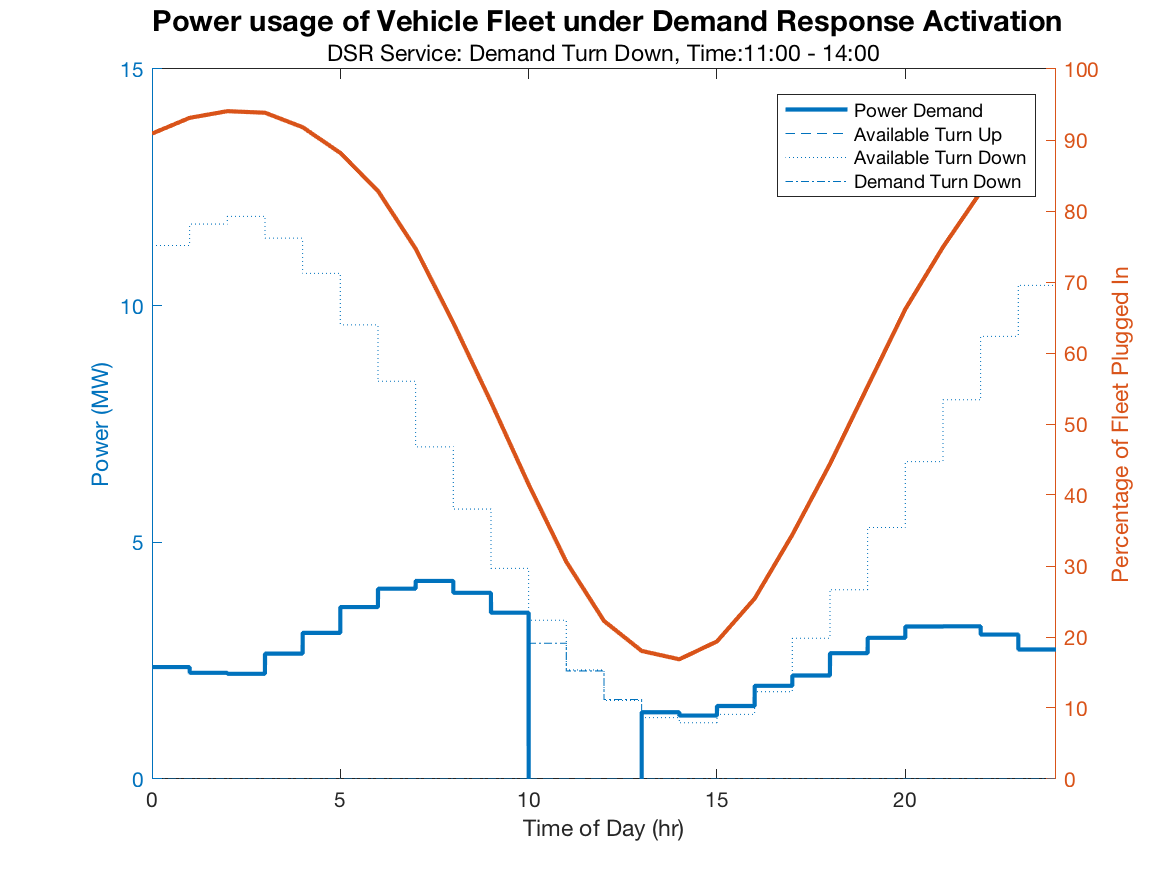 Power usage of Vehicle Fleet under Demand Response Activation
DSR Service: Demand Turn Down, Time:11:00 - 14:00
Power Demand
Available Turn Up
Available Turn Down
Demand Turn Down
15
10
5
0
Power (MW)
100
90
80
70
60
50
40
30
20
10
0
Percentage of Fleet Plugged In
0 5 10 15 20
Time of Day (hr)